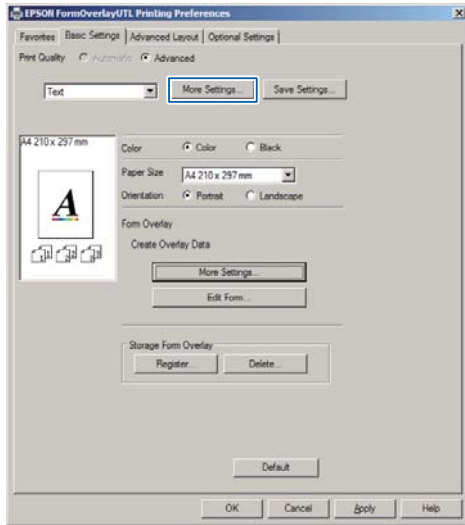 EPSON FormOverlayUTL Printing Preferences
Favorites Basic Settings Advanced Layout Optional Settings
Print Quality Automatic Advanced
Text More Settings... Save Settings...
A4 210 x 297 mm
Color Color Black
Paper Size A4 210 x 297 mm
Orientation Portrait Landscape
A
Form Overlay
Create Overlay Data
More Settings...
Edit Form...
Storage Form Overlay
Register... Delete...
Default
OK Cancel Apply Help